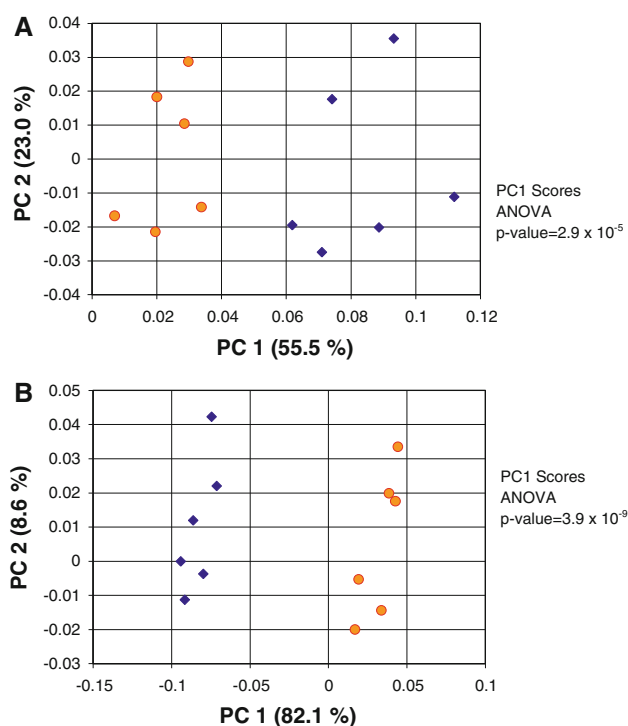 A
0.04
0.03
0.02
0.01
0
-0.01
-0.02
-0.03
-0.04
PC 2 (23.0 %)
0 0.02 0.04 0.06 0.08 0.1 0.12
PC 1 (55.5 %)
PC1 Scores
ANOVA
p-value=2.9 x 10-5
B
0.05
0.04
0.03
0.02
0.01
0
-0.01
-0.02
-0.03
PC 2 (8.6 %)
-0.15 -0.1 -0.05 0 0.05 0.1
PC 1 (82.1 %)
PC1 Scores
ANOVA
p-value=3.9 x 10-9